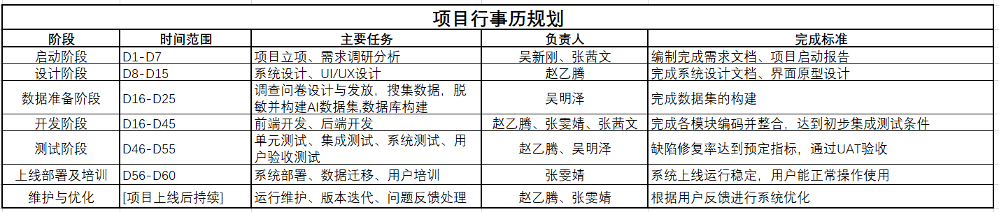 项目行事历规划
阶段 时间范围 主要任务 负责人 完成标准
启动阶段 D1-D7 项目立项、需求调研分析 吴新刚、张茜文 编制完成需求文档、项目启动报告
设计阶段 D8-D15 系统设计、UI/UX设计 赵乙腾 完成系统设计文档、界面原型设计
数据准备阶段 D16-D25 调查问卷设计与发放，搜集数据，脱
敏并构建AI数据集,数据库构建 吴明泽 完成数据集的构建
开发阶段 D16-D45 前端开发、后端开发 赵乙腾、张雯婧、张茜文 完成各模块编码并整合，达到初步集成测试条件
测试阶段 D46-D55 单元测试、集成测试、系统测试、用
户验收测试 赵乙腾、吴明泽 缺陷修复率达到预定指标，通过UAT验收
上线部署及培训 D56-D60 系统部署、数据迁移、用户培训 张雯婧 系统上线运行稳定，用户能正常操作使用
维护与优化 [项目上线后持续] 运行维护、版本迭代、问题反馈处理 赵乙腾、张雯婧 根据用户反馈进行系统优化